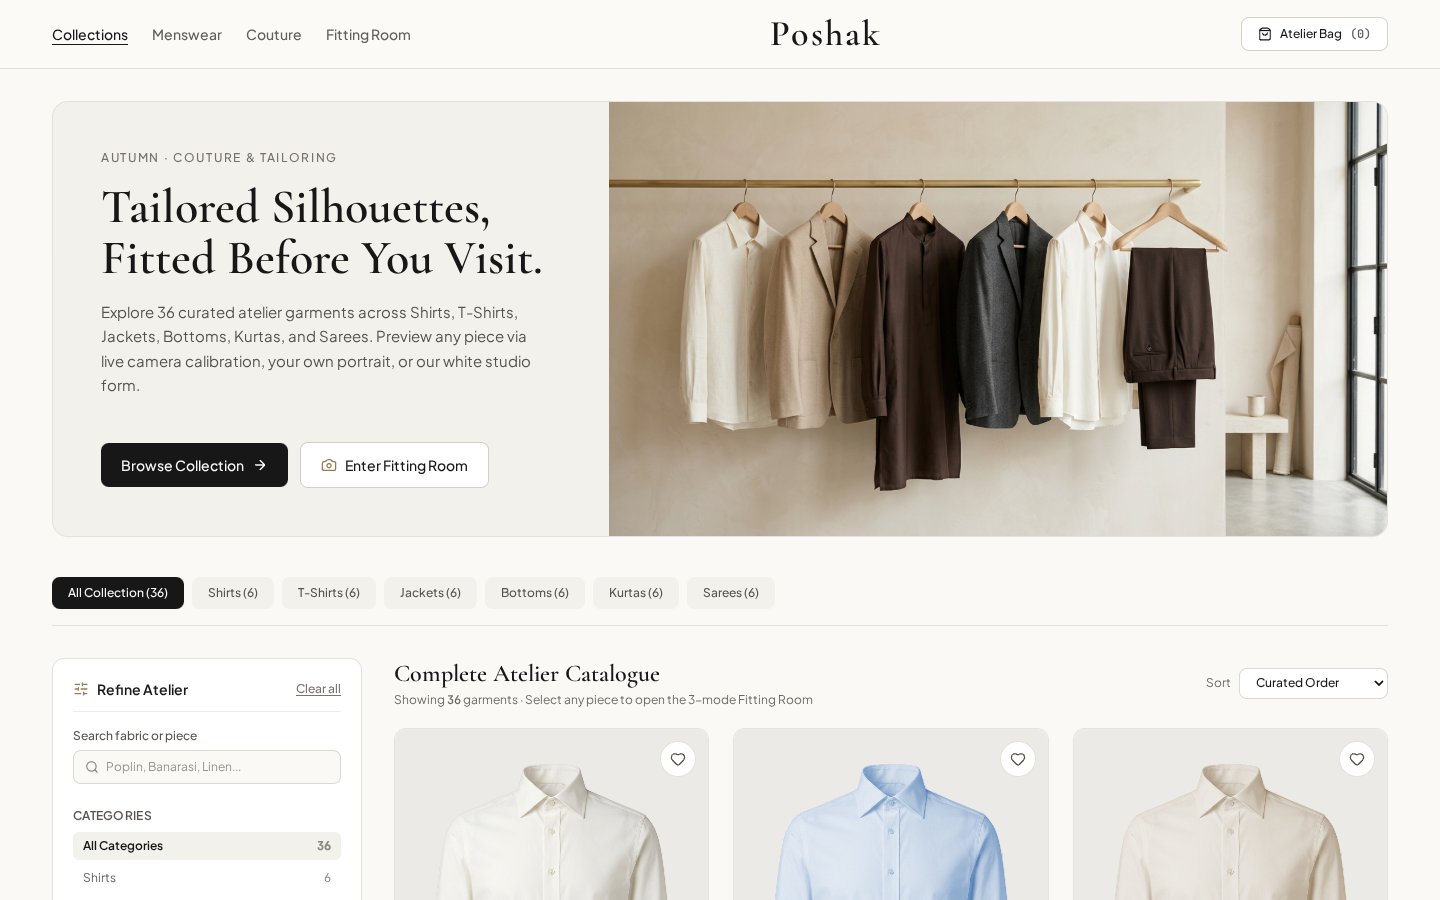 Collections
Menswear
Couture
Fitting Room
Poshak
Atelier Bag (0)
AUTUMN · COUTURE & TAILORING
Tailored Silhouettes,
Fitted Before You Visit.
Explore 36 curated atelier garments across Shirts, T-Shirts,
Jackets, Bottoms, Kurtas, and Sarees. Preview any piece via
live camera calibration, your own portrait, or our white studio
form.
Browse Collection
Enter Fitting Room
All Collection (36)
Shirts (6)
T-Shirts (6)
Jackets (6)
Bottoms (6)
Kurtas (6)
Sarees (6)
Refine Atelier
Clear all
Search fabric or piece
Poplin, Banarasi, Linen...
CATEGORIES
All Categories 36
Shirts 6
Complete Atelier Catalogue
Showing 36 garments · Select any piece to open the 3-mode Fitting Room
Sort
Curated Order